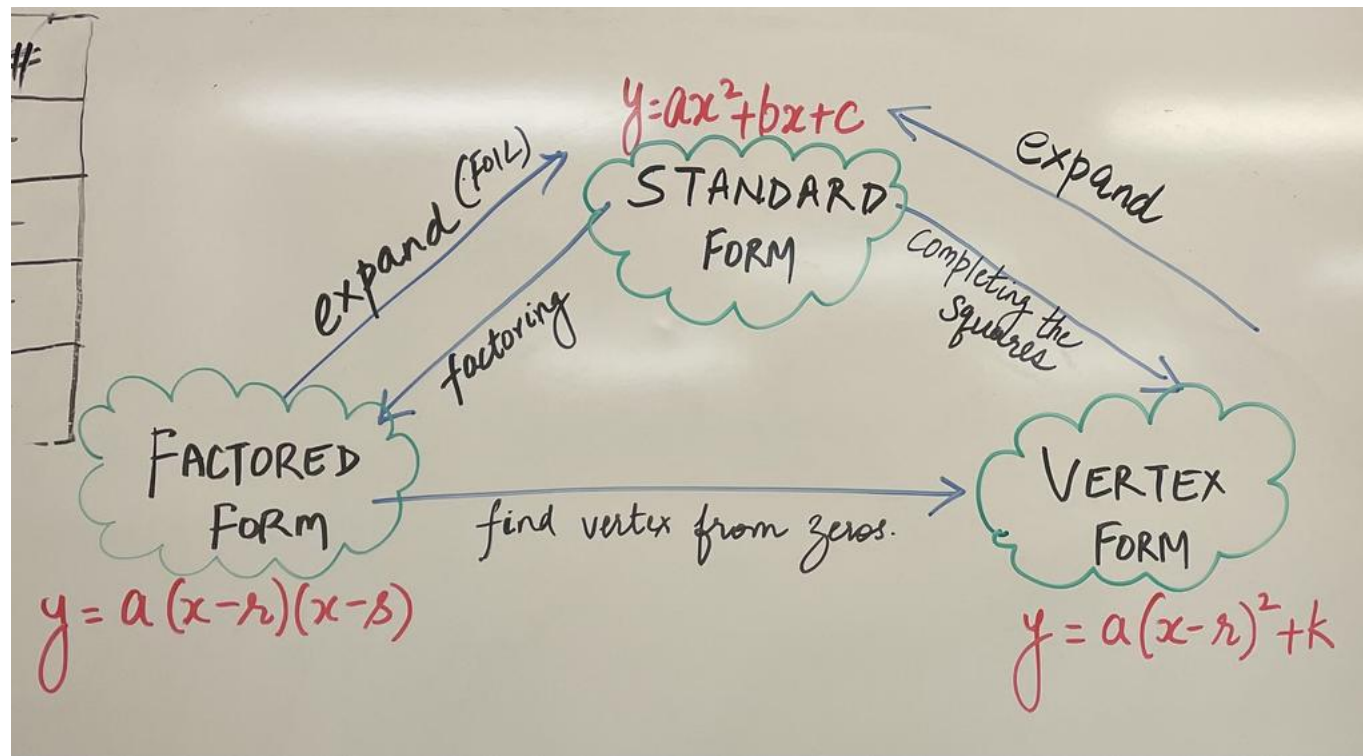 #
y=ax²+bx+c
STANDARD
FORM
expand (FOIL)
factoring
expand
completing the
squares
FACTORED
FORM
find vertex from zeros.
VERTEX
FORM
y = a(x-r)(x-s)
y = a(x-r)²+k